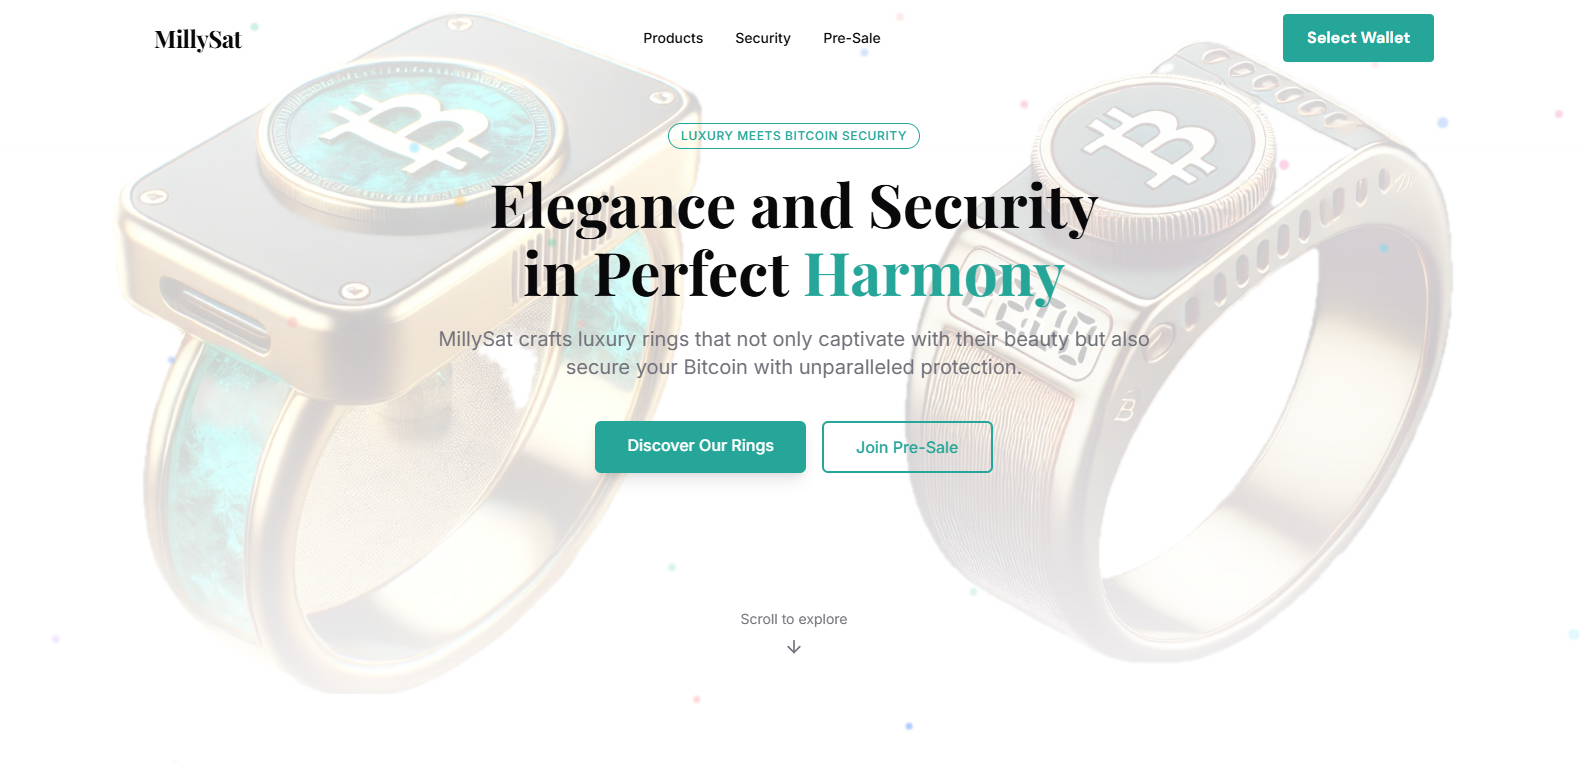 MillySat
Products
Security
Pre-Sale
Select Wallet
LUXURY MEETS BITCOIN SECURITY
Elegance and Security
in Perfect Harmony
MillySat crafts luxury rings that not only captivate with their beauty but also
secure your Bitcoin with unparalleled protection.
Discover Our Rings
Join Pre-Sale
Scroll to explore